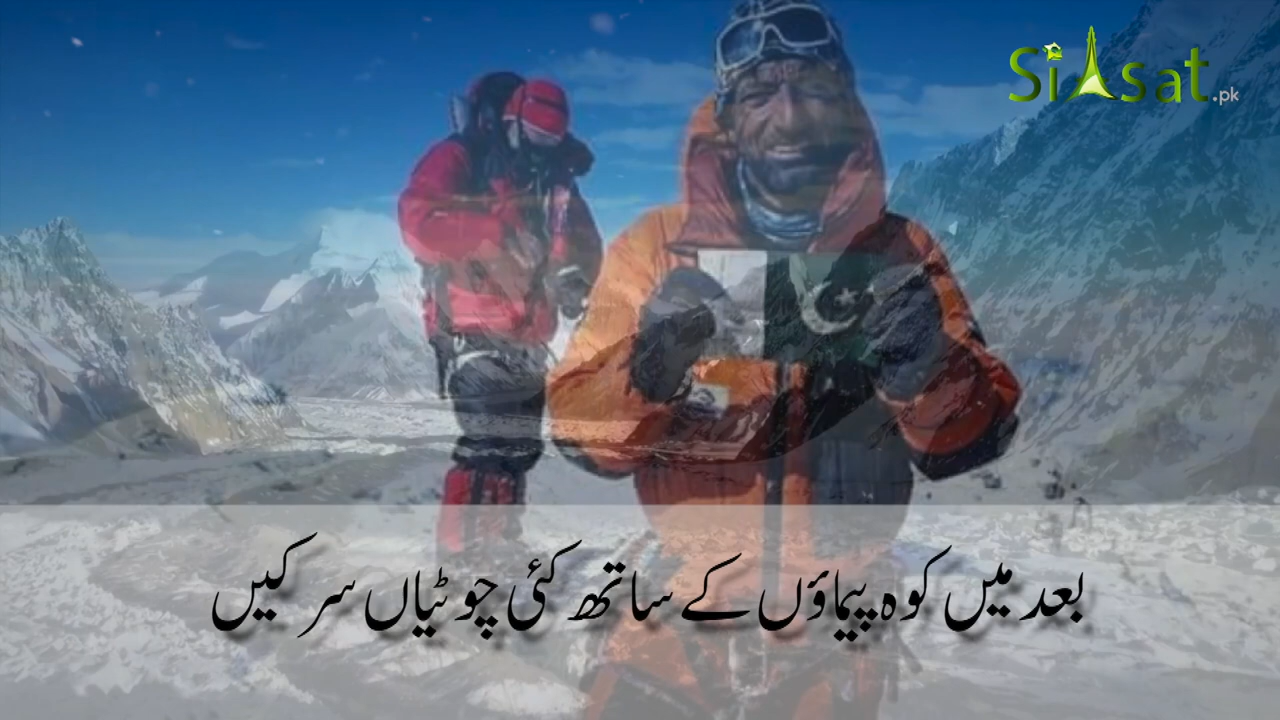 SiAsat.pk
بعد میں کوہ پیماؤں کے ساتھ کئی چوٹیاں سر کیں